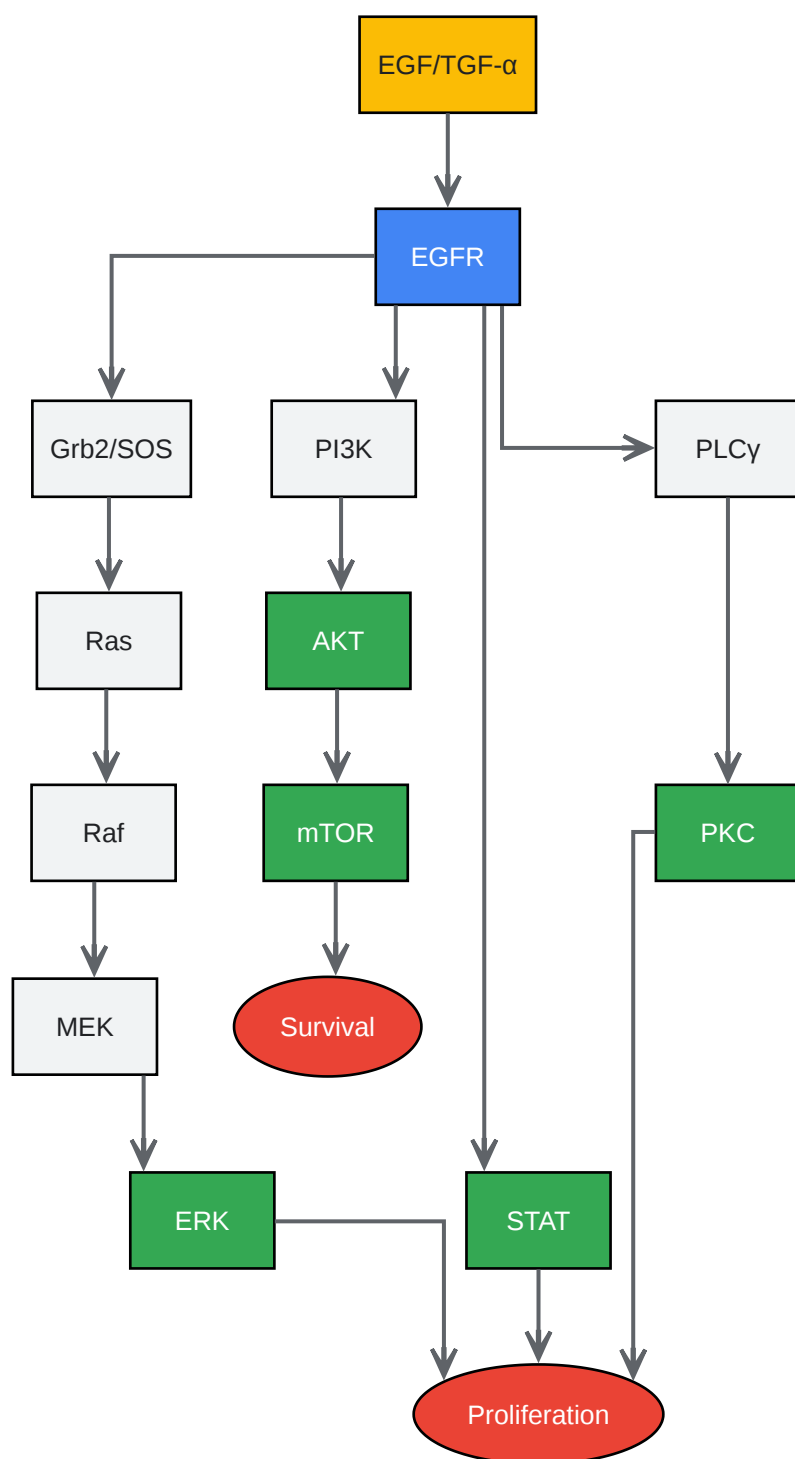 EGF/TGF-α
EGFR
Grb2/SOS
PI3K
PLCγ
Ras
AKT
Raf
mTOR
PKC
MEK
Survival
ERK
STAT
Proliferation